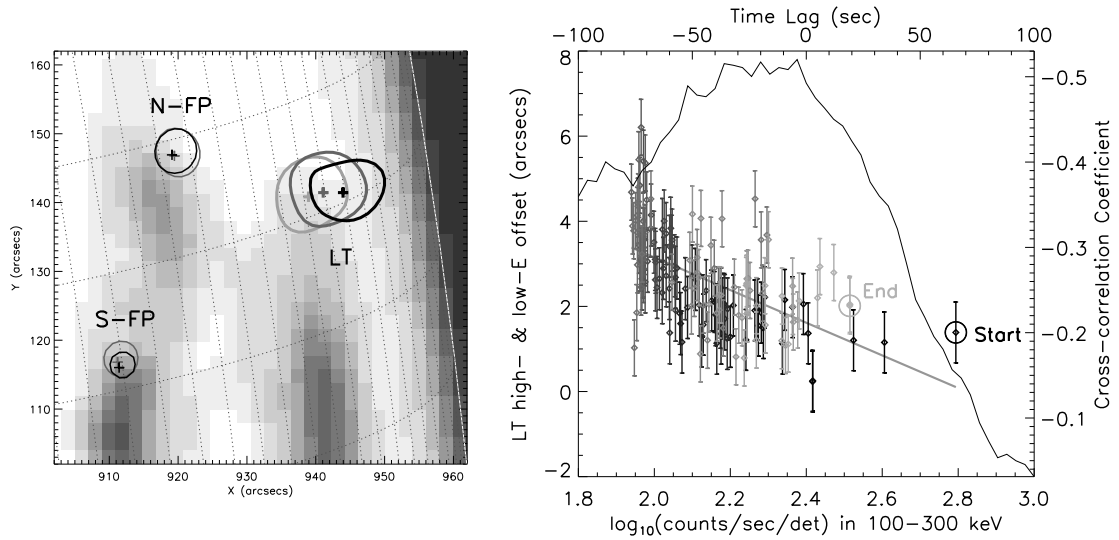 Time Lag (sec)
-100 -50 0 50 100
160
150
140
130
120
110
Y (arcsecs)
N-FP
LT
S-FP
910 920 930 940 950 960
X (arcsecs)
8
6
4
2
0
-2
LT high- & low-E offset (arcsecs)
End
Start
-0.5
-0.4
-0.3
-0.2
-0.1
Cross-correlation Coefficient
1.8 2.0 2.2 2.4 2.6 2.8 3.0
log10(counts/sec/det) in 100-300 keV